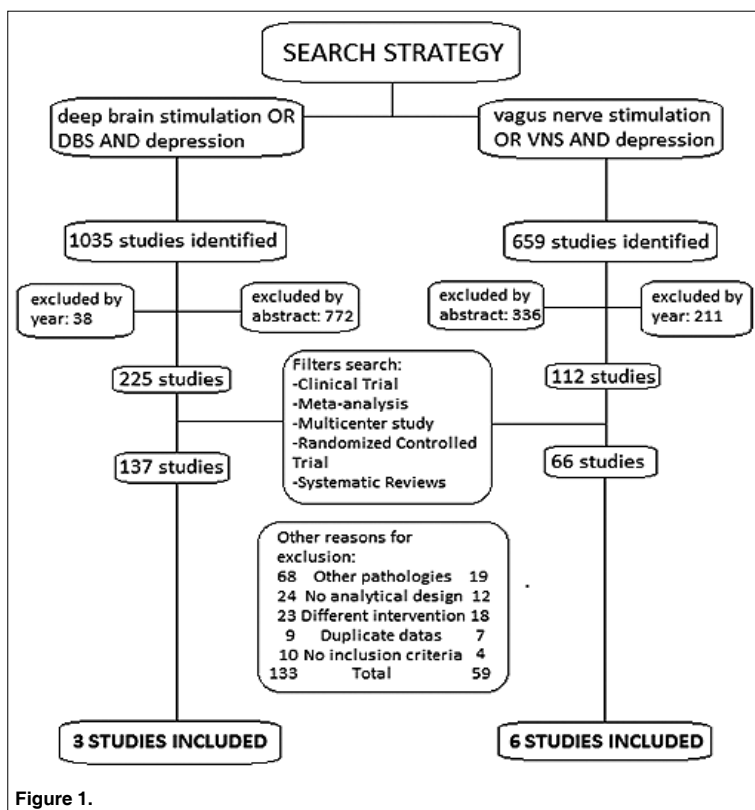 SEARCH STRATEGY
deep brain stimulation OR
DBS AND depression
vagus nerve stimulation
OR VNS AND depression
1035 studies identified
659 studies identified
excluded by
year: 38
excluded by
abstract: 772
excluded by
abstract: 336
excluded by
year: 211
225 studies
112 studies
Filters search:
-Clinical Trial
-Meta-analysis
-Multicenter study
-Randomized Controlled
Trial
-Systematic Reviews
137 studies
66 studies
Other reasons for
exclusion:
68 Other pathologies 19
24 No analytical design 12
23 Different intervention 18
9 Duplicate datas 7
10 No inclusion criteria 4
133 Total 59
3 STUDIES INCLUDED
6 STUDIES INCLUDED
Figure 1.